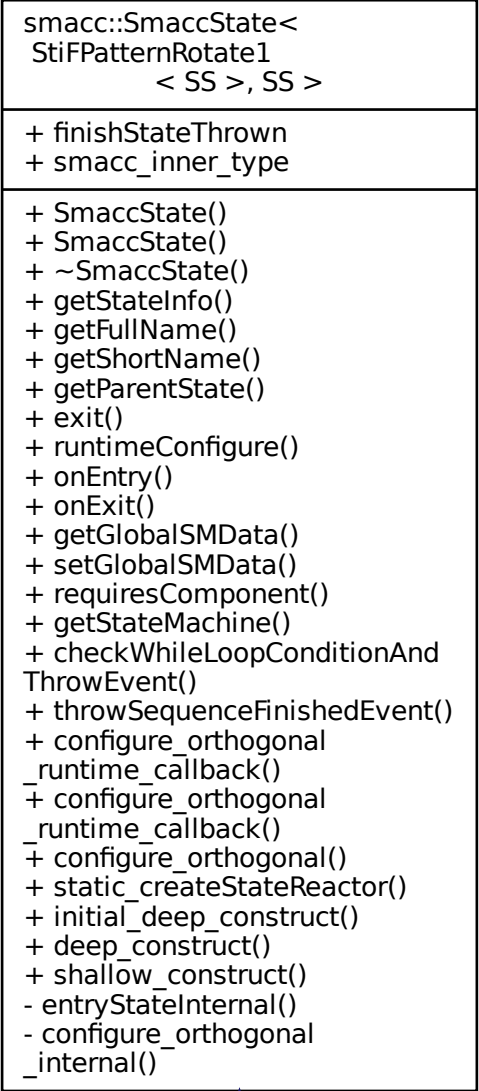 smacc::SmaccState<
StiFPatternRotate1
< SS >, SS >
+ finishStateThrown
+ smacc_inner_type
+ SmaccState()
+ SmaccState()
+ ~SmaccState()
+ getStateInfo()
+ getFullName()
+ getShortName()
+ getParentState()
+ exit()
+ runtimeConfigure()
+ onEntry()
+ onExit()
+ getGlobalSMData()
+ setGlobalSMData()
+ requiresComponent()
+ getStateMachine()
+ checkWhileLoopConditionAnd
ThrowEvent()
+ throwSequenceFinishedEvent()
+ configure_orthogonal
_runtime_callback()
+ configure_orthogonal
_runtime_callback()
+ configure_orthogonal()
+ static_createStateReactor()
+ initial_deep_construct()
+ deep_construct()
+ shallow_construct()
- entryStateInternal()
- configure_orthogonal
_internal()